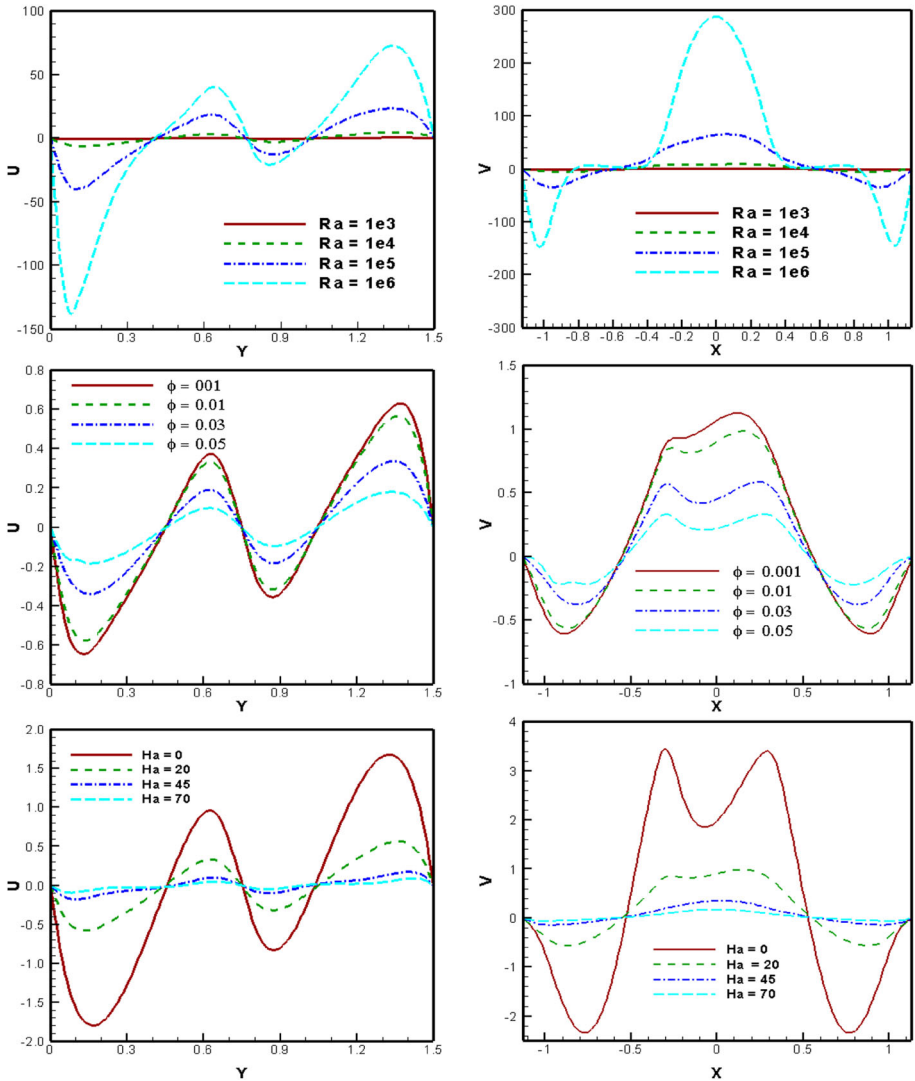 100
50
0
-50
-100
-150
U
0
0.3
0.6
0.9
1.2
1.5
Y
Ra = 1e3
Ra = 1e4
Ra = 1e5
Ra = 1e6
300
200
100
0
-100
-200
-300
V
-1
-0.8
-0.6
-0.4
-0.2
0
0.2
0.4
0.6
0.8
1
X
Ra = 1e3
Ra = 1e4
Ra = 1e5
Ra = 1e6
0.8
0.6
0.4
0.2
0
-0.2
-0.4
-0.6
-0.8
U
0
0.3
0.6
0.9
1.2
1.5
Y
ϕ = 001
ϕ = 0.01
ϕ = 0.03
ϕ = 0.05
1.5
1
0.5
0
-0.5
-1
V
-1
-0.5
0
0.5
1
X
ϕ = 0.001
ϕ = 0.01
ϕ = 0.03
ϕ = 0.05
2.0
1.5
1.0
0.5
0.0
-0.5
-1.0
-1.5
-2.0
U
0.0
0.3
0.6
0.9
1.2
1.5
Y
Ha = 0
Ha = 20
Ha = 45
Ha = 70
4
3
2
1
0
-1
-2
V
-1
-0.5
0
0.5
1
X
Ha = 0
Ha = 20
Ha = 45
Ha = 70